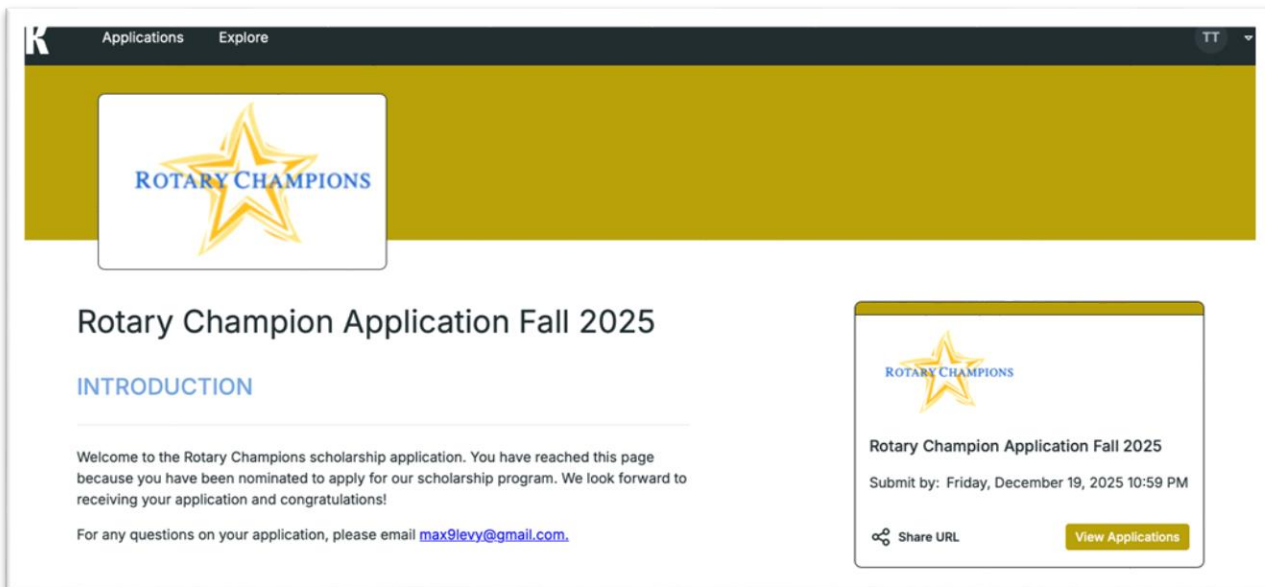 K
Applications Explore
TT
ROTARY CHAMPIONS
Rotary Champion Application Fall 2025
INTRODUCTION
Welcome to the Rotary Champions scholarship application. You have reached this page
because you have been nominated to apply for our scholarship program. We look forward to
receiving your application and congratulations!
For any questions on your application, please email max9levy@gmail.com.
ROTARY CHAMPIONS
Rotary Champion Application Fall 2025
Submit by: Friday, December 19, 2025 10:59 PM
Share URL
View Applications